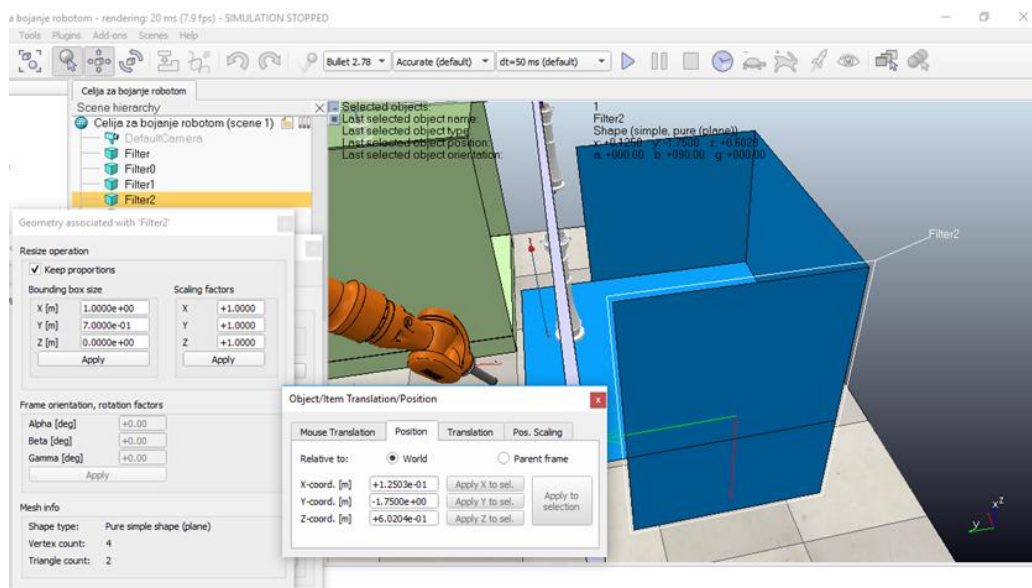 a bojanje robotom - rendering: 20 ms (7.9 fps) - SIMULATION STOPPED
Tools Plugins Add-ons Scenes Help
Bullet 2.78 Accurate (default) dt=50 ms (default)
Celija za bojanje robotom
Scene hierarchy
Celija za bojanje robotom (scene 1)
DefaultCamera
Filter
Filter0
Filter1
Filter2
Selected objects: 1
Last selected object name: Filter2
Last selected object type: Shape (simple, pure (plane))
Last selected object position: x: +0.1250 y: -1.7500 z: +0.6020
Last selected object orientation: a: +000.00 b: +090.00 g: +000.00
Filter2
Geometry associated with 'Filter2'
Resize operation
Keep proportions
Bounding box size Scaling factors
X [m] 1.0000e+00 X +1.0000
Y [m] 7.0000e-01 Y +1.0000
Z [m] 0.0000e+00 Z +1.0000
Apply Apply
Frame orientation, rotation factors
Alpha [deg] +0.00
Beta [deg] +0.00
Gamma [deg] +0.00
Apply
Mesh info
Shape type: Pure simple shape (plane)
Vertex count: 4
Triangle count: 2
Object/Item Translation/Position
x
Mouse Translation Position Translation Pos. Scaling
Relative to: World Parent frame
X-coord. [m] +1.2503e-01 Apply X to sel.
Y-coord. [m] -1.7500e+00 Apply Y to sel.
Z-coord. [m] +6.0204e-01 Apply Z to sel.
Apply to
selection
x z
y